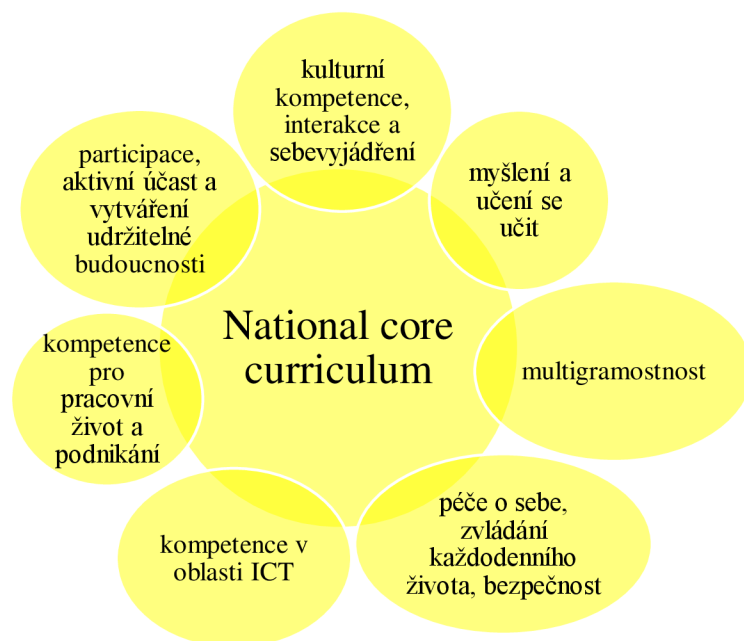 kulturní
kompetence,
interakce a
sebevyjádření
myšlení a
učení se
učit
multigramostnost
péče o sebe,
zvládání
každodenního
života, bezpečnost
kompetence v
oblasti ICT
kompetence
pro
pracovní
život a
podnikání
participace,
aktivní účast a
vytváření
udržitelné
budoucnosti
National core
curriculum